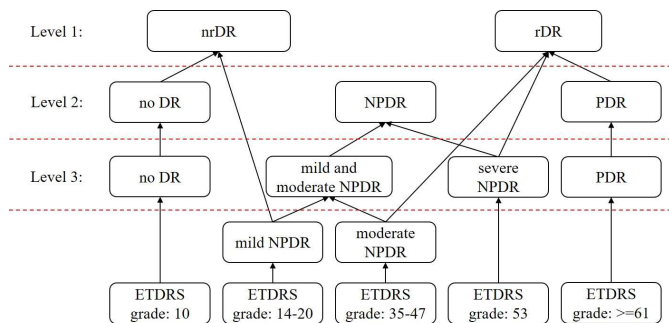 Level 1:
nrDR
rDR
Level 2:
no DR
NPDR
PDR
Level 3:
no DR
mild and
moderate NPDR
severe
NPDR
PDR
mild NPDR
moderate
NPDR
ETDRS
grade: 10
ETDRS
grade: 14-20
ETDRS
grade: 35-47
ETDRS
grade: 53
ETDRS
grade: >=61